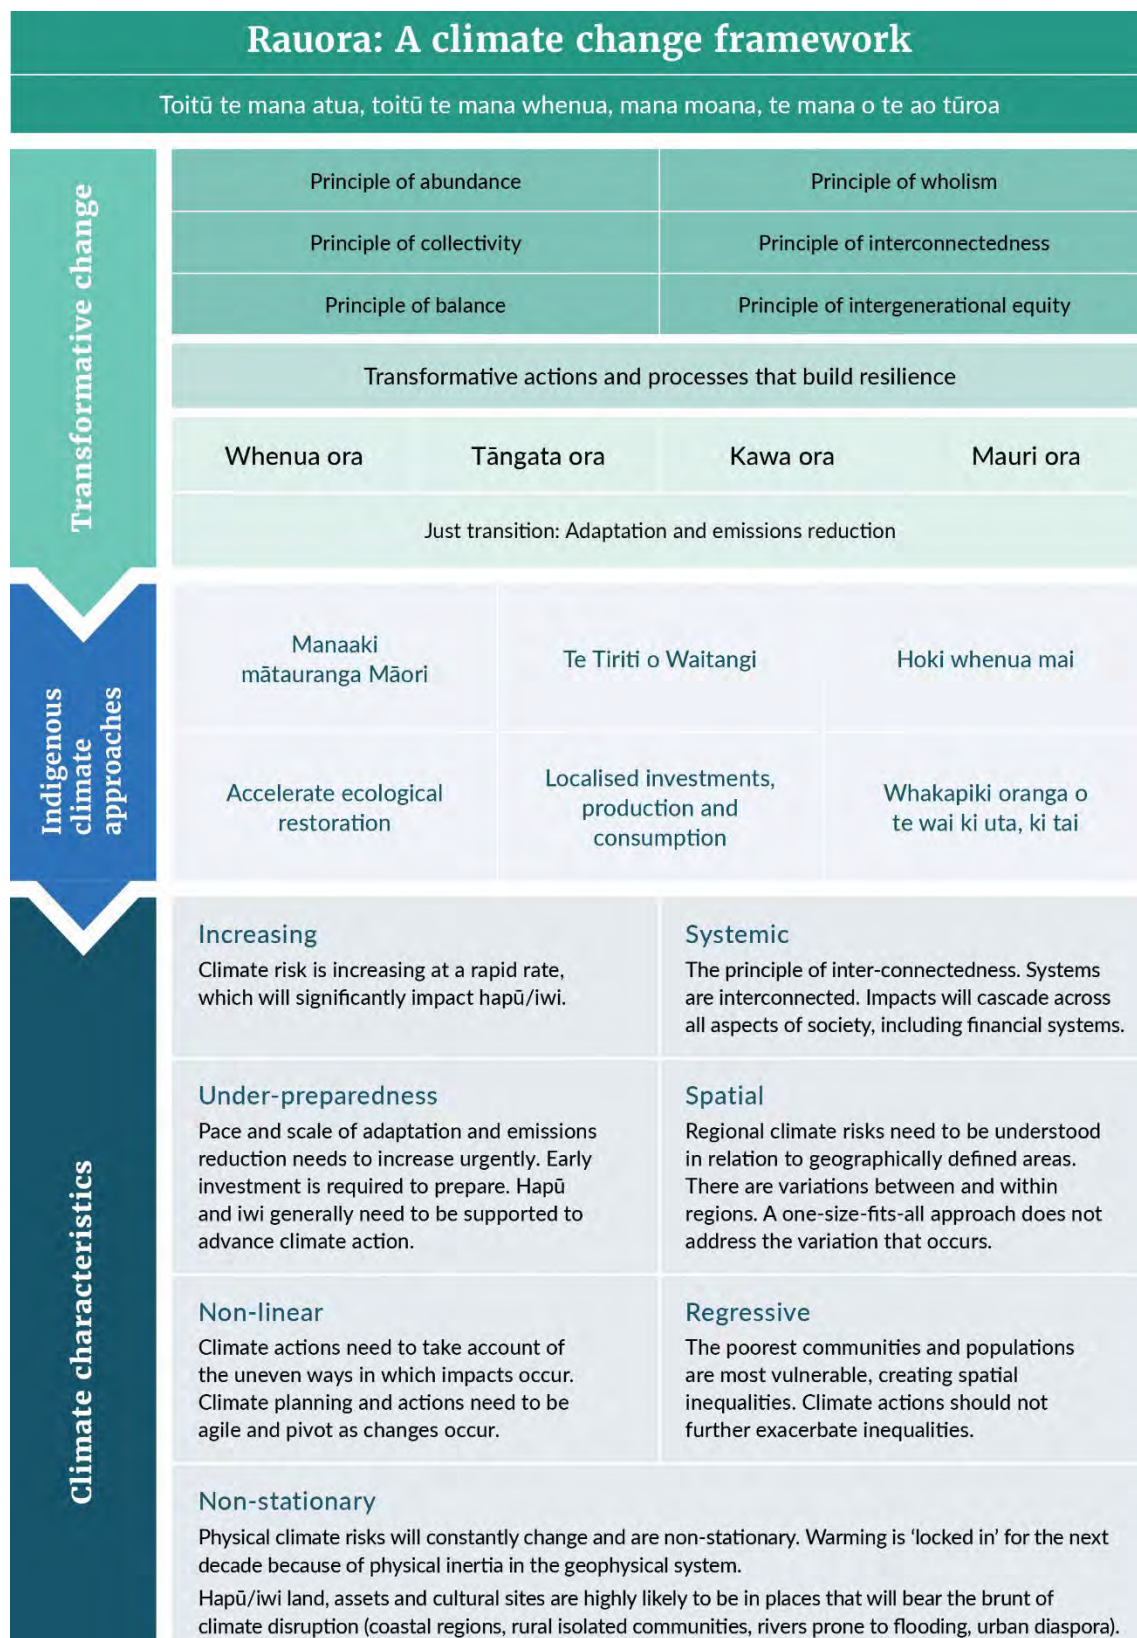 Rauora: A climate change framework
Toitū te mana atua, toitū te mana whenua, mana moana, te mana o te ao tūroa
Transformative change
Principle of abundance
Principle of wholism
Principle of collectivity
Principle of interconnectedness
Principle of balance
Principle of intergenerational equity
Transformative actions and processes that build resilience
Whenua ora
Tāngata ora
Kawa ora
Mauri ora
Just transition: Adaptation and emissions reduction
Indigenous
climate
approaches
Manaaki
mātauranga Māori
Te Tiriti o Waitangi
Hoki whenua mai
Accelerate ecological
restoration
Localised investments,
production and
consumption
Whakapiki oranga o
te wai ki uta, ki tai
Climate characteristics
Increasing
Climate risk is increasing at a rapid rate,
which will significantly impact hapū/iwi.
Systemic
The principle of inter-connectedness. Systems
are interconnected. Impacts will cascade across
all aspects of society, including financial systems.
Under-preparedness
Pace and scale of adaptation and emissions
reduction needs to increase urgently. Early
investment is required to prepare. Hapū
and iwi generally need to be supported to
advance climate action.
Spatial
Regional climate risks need to be understood
in relation to geographically defined areas.
There are variations between and within
regions. A one-size-fits-all approach does not
address the variation that occurs.
Non-linear
Climate actions need to take account of
the uneven ways in which impacts occur.
Climate planning and actions need to be
agile and pivot as changes occur.
Regressive
The poorest communities and populations
are most vulnerable, creating spatial
inequalities. Climate actions should not
further exacerbate inequalities.
Non-stationary
Physical climate risks will constantly change and are non-stationary. Warming is ‘locked in’ for the next
decade because of physical inertia in the geophysical system.
Hapū/iwi land, assets and cultural sites are highly likely to be in places that will bear the brunt of
climate disruption (coastal regions, rural isolated communities, rivers prone to flooding, urban diaspora).